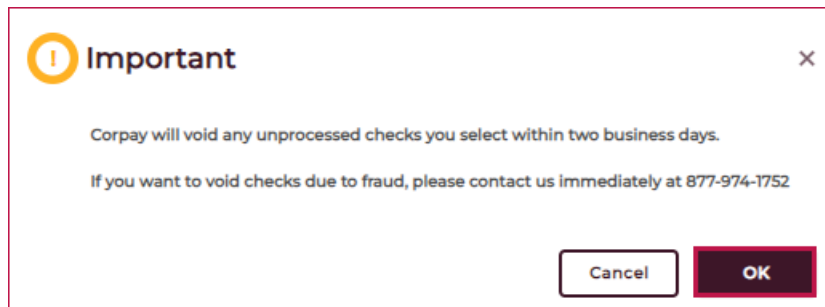 ! Important
×
Corpay will void any unprocessed checks you select within two business days.
If you want to void checks due to fraud, please contact us immediately at 877-974-1752
Cancel OK